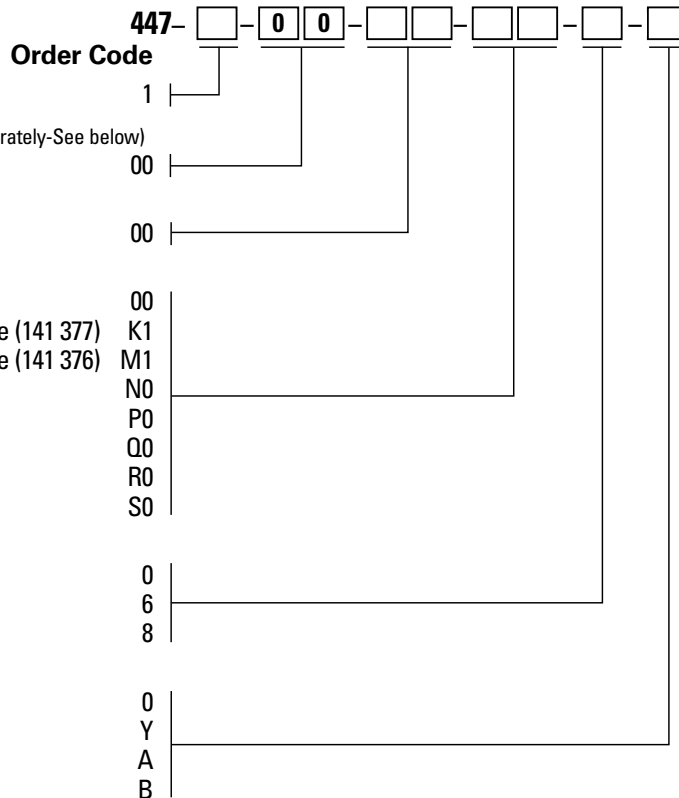 447– – 0 0 – – – –
Order Code
1
rately-See below)
00
00
00
e (141 377) K1
e (141 376) M1
N0
P0
Q0
R0
S0
0
6
8
0
Y
A
B